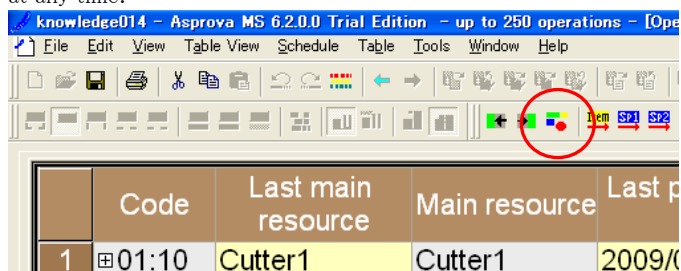 at any time.
knowledge014 - Asprova MS 6.2.0.0 Trial Edition - up to 250 operations - [Ope
File Edit View Table View Schedule Table Tools Window Help
Item SP1 SP2
Code Last main resource Main resource Last p
1 01:10 Cutter1 Cutter1 2009/0